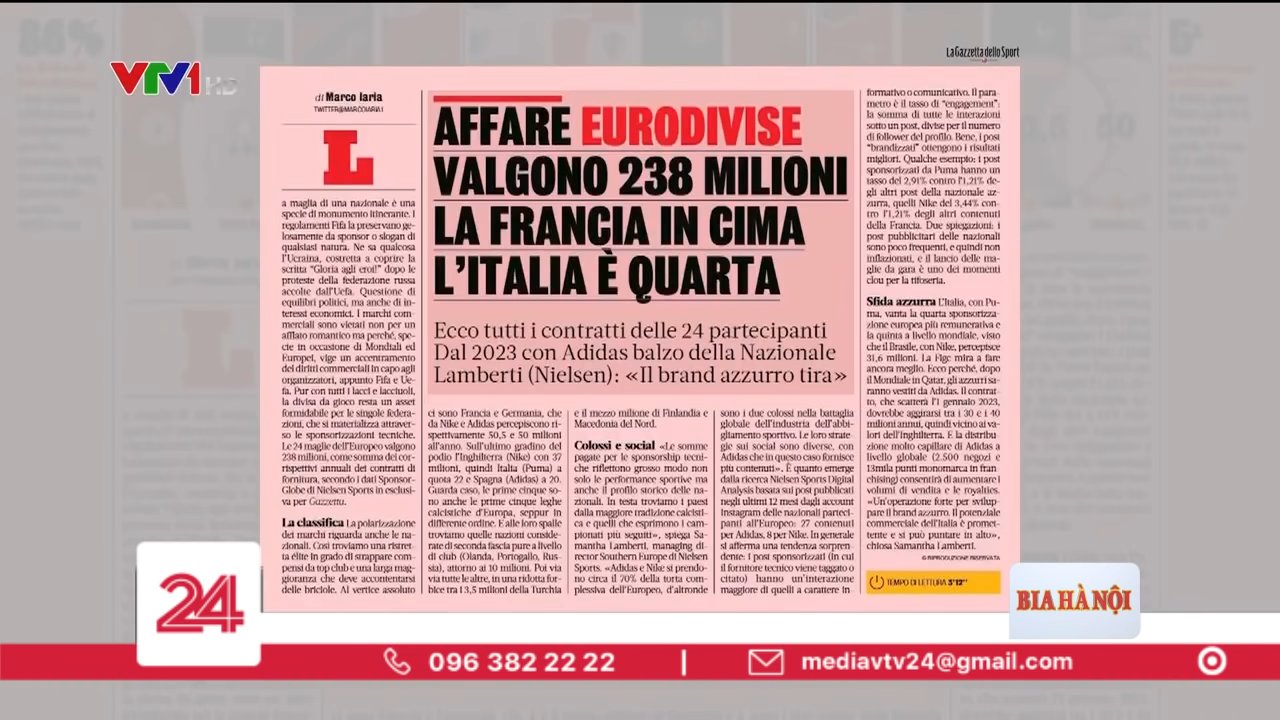 LaGazzetta dello Sport
VTV1 HD
di Marco Iaria
TWITTER@MARCOIARIA1
AFFARE EURODIVISE
VALGONO 238 MILIONI
LA FRANCIA IN CIMA
L'ITALIA È QUARTA
Ecco tutti i contratti delle 24 partecipanti
Dal 2023 con Adidas balzo della Nazionale
Lamberti (Nielsen): «Il brand azzurro tira»
L
a maglia di una nazionale è una
specie di monumento itinerante. I
regolamenti Fifa la preservano ge-
losamente da sponsor o slogan di
qualsiasi natura. Ne sa qualcosa
l'Ucraina, costretta a coprire la
scritta "Gloria agli eroi!" dopo le
proteste della federazione russa
accolte dall'Uefa. Questione di
equilibri politici, ma anche di in-
teressi economici. I marchi com-
merciali sono vietati non per un
afflato romantico ma perché, spe-
cie in occasione di Mondiali ed
Europei, vige un accentramento
dei diritti commerciali in capo agli
organizzatori, appunto Fifa e Ue-
fa. Pur con tutti i lacci e lacciuoli,
la divisa da gioco resta un asset
formidabile per le singole federa-
zioni, che si materializza attraver-
so le sponsorizzazioni tecniche.
Le 24 maglie dell'Europeo valgono
238 milioni, come somma dei cor-
rispettivi annuali dei contratti di
fornitura, secondo i dati Sponsor-
Globe di Nielsen Sports in esclusi-
va per Gazzetta.
La classifica La polarizzazione
dei marchi riguarda anche le na-
zionali. Così troviamo una ristret-
ta élite in grado di strappare com-
pensi da top club e una larga mag-
gioranza che deve accontentarsi
delle briciole. Al vertice assoluto
ci sono Francia e Germania, che
da Nike e Adidas percepiscono ri-
spettivamente 50,5 e 50 milioni
all'anno. Sull'ultimo gradino del
podio l'Inghilterra (Nike) con 37
milioni, quindi Italia (Puma) a
quota 22 e Spagna (Adidas) a 20.
Guarda caso, le prime cinque so-
no anche le prime cinque leghe
calcistiche d'Europa, seppur in
differente ordine. E alle loro spalle
troviamo quelle nazioni conside-
rate di seconda fascia pure a livello
di club (Olanda, Portogallo, Rus-
sia), attorno ai 10 milioni. Poi via
via tutte le altre, in una ridotta for-
bice tra i 3,5 milioni della Turchia
e il mezzo milione di Finlandia e
Macedonia del Nord.
Colossi e social «Le somme
pagate per le sponsorship tecni-
che riflettono grosso modo non
solo le performance sportive ma
anche il profilo storico delle na-
zionali. In testa troviamo i paesi
dalla maggiore tradizione calcisti-
ca e quelli che esprimono i cam-
pionati più seguiti», spiega Sa-
mantha Lamberti, managing di-
rector Southern Europe di Nielsen
Sports. «Adidas e Nike si prendo-
no circa il 70% della torta com-
plessiva dell'Europeo, d'altronde
sono i due colossi nella battaglia
globale dell'industria dell'abbi-
gliamento sportivo. Le loro strate-
gie sui social sono diverse, con
Adidas che in questo caso fornisce
più contenuti». È quanto emerge
dalla ricerca Nielsen Sports Digital
Analysis basata sui post pubblicati
negli ultimi 12 mesi dagli account
Instagram delle nazionali parteci-
panti all'Europeo: 27 contenuti
per Adidas, 8 per Nike. In generale
si afferma una tendenza sorpren-
dente: I post sponsorizzati (in cui
il fornitore tecnico viene taggato o
citato) hanno un'interazione
maggiore di quelli a carattere in-
formativo o comunicativo. Il para-
metro è il tasso di "engagement":
la somma di tutte le interazioni
sotto un post, divise per il numero
di follower del profilo. Bene, i post
"brandizzati" ottengono i risultati
migliori. Qualche esempio: i post
sponsorizzati da Puma hanno un
tasso del 2,91% contro l'1,21% de-
gli altri post della nazionale az-
zurra, quelli Nike del 3,44% con-
tro l'1,21% degli altri contenuti
della Francia. Due spiegazioni: i
post pubblicitari delle nazionali
sono poco frequenti, e quindi non
inflazionati, e il lancio delle ma-
glie da gara è uno dei momenti
clou per la tifoseria.
Sfida azzurra L'Italia, con Pu-
ma, vanta la quarta sponsorizza-
zione europea più remunerativa e
la quinta a livello mondiale, visto
che il Brasile, con Nike, percepisce
31,6 milioni. La Figc mira a fare
ancora meglio. Ecco perché, dopo
il Mondiale in Qatar, gli azzurri sa-
ranno vestiti da Adidas. Il contrat-
to, che scatterà l'1 gennaio 2023,
dovrebbe aggirarsi tra i 30 e i 40
milioni annui, quindi vicino ai va-
lori dell'Inghilterra. E la distribu-
zione molto capillare di Adidas a
livello globale (2.500 negozi e
13mila punti monomarca in fran-
chising) consentirà di aumentare i
volumi di vendita e le royalties.
«Un'operazione forte per svilup-
pare il brand azzurro. Il potenziale
commerciale dell'Italia è promet-
tente e si può puntare in alto»,
chiosa Samantha Lamberti.
© RIPRODUZIONE RISERVATA
TEMPO DI LETTURA 3'12"
24
BIA HÀ NỘI
096 382 22 22 | mediavtv24@gmail.com
86%